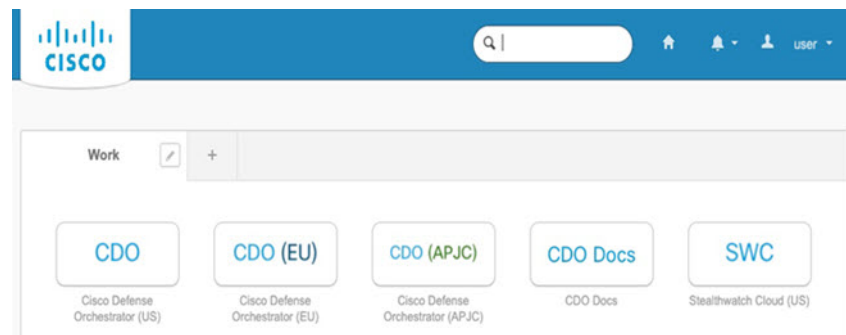 CISCO
user
Work
+
CDO
CDO (EU)
CDO (APJC)
CDO Docs
SWC
Cisco Defense
Orchestrator (US)
Cisco Defense
Orchestrator (EU)
Cisco Defense
Orchestrator (APJC)
CDO Docs
Stealthwatch Cloud (US)